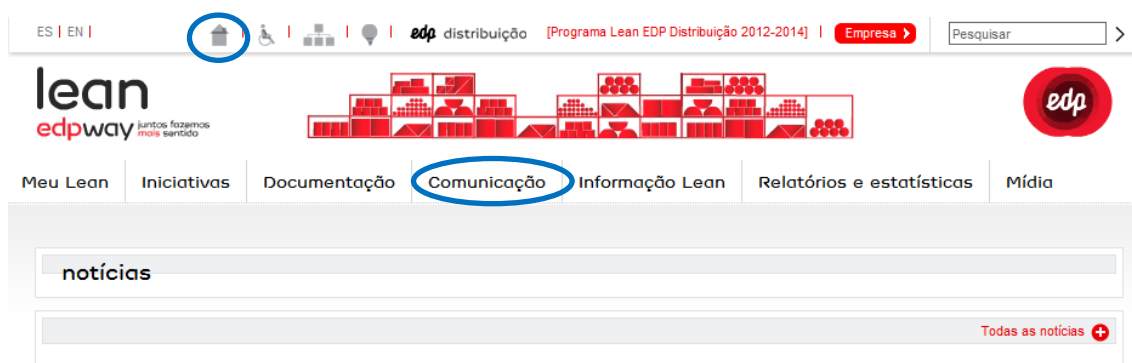 ES | EN |
edp distribuição [Programa Lean EDP Distribuição 2012-2014] | Empresa
Pesquisar
lean
edpway juntos fazemos mais sentido
edp
Meu Lean Iniciativas Documentação Comunicação Informação Lean Relatórios e estatísticas Mídia
notícias
Todas as notícias